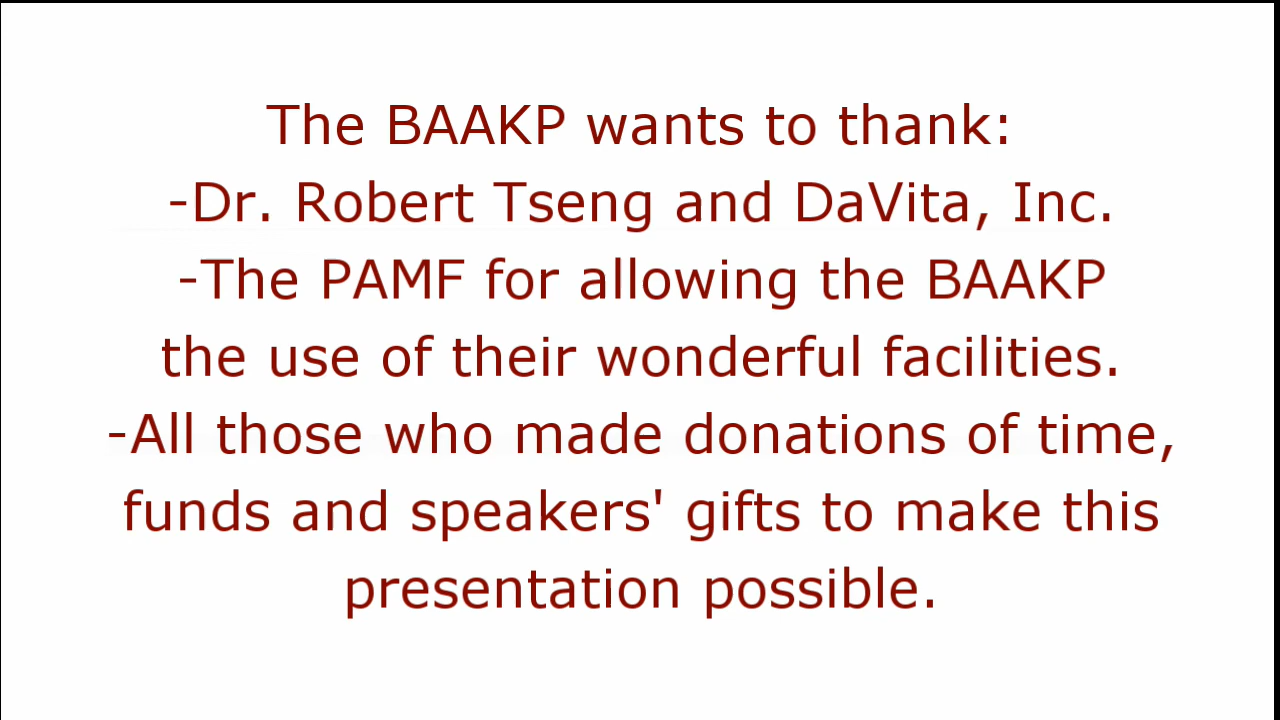 The BAAKP wants to thank:
-Dr. Robert Tseng and DaVita, Inc.
-The PAMF for allowing the BAAKP
the use of their wonderful facilities.
-All those who made donations of time,
funds and speakers' gifts to make this
presentation possible.